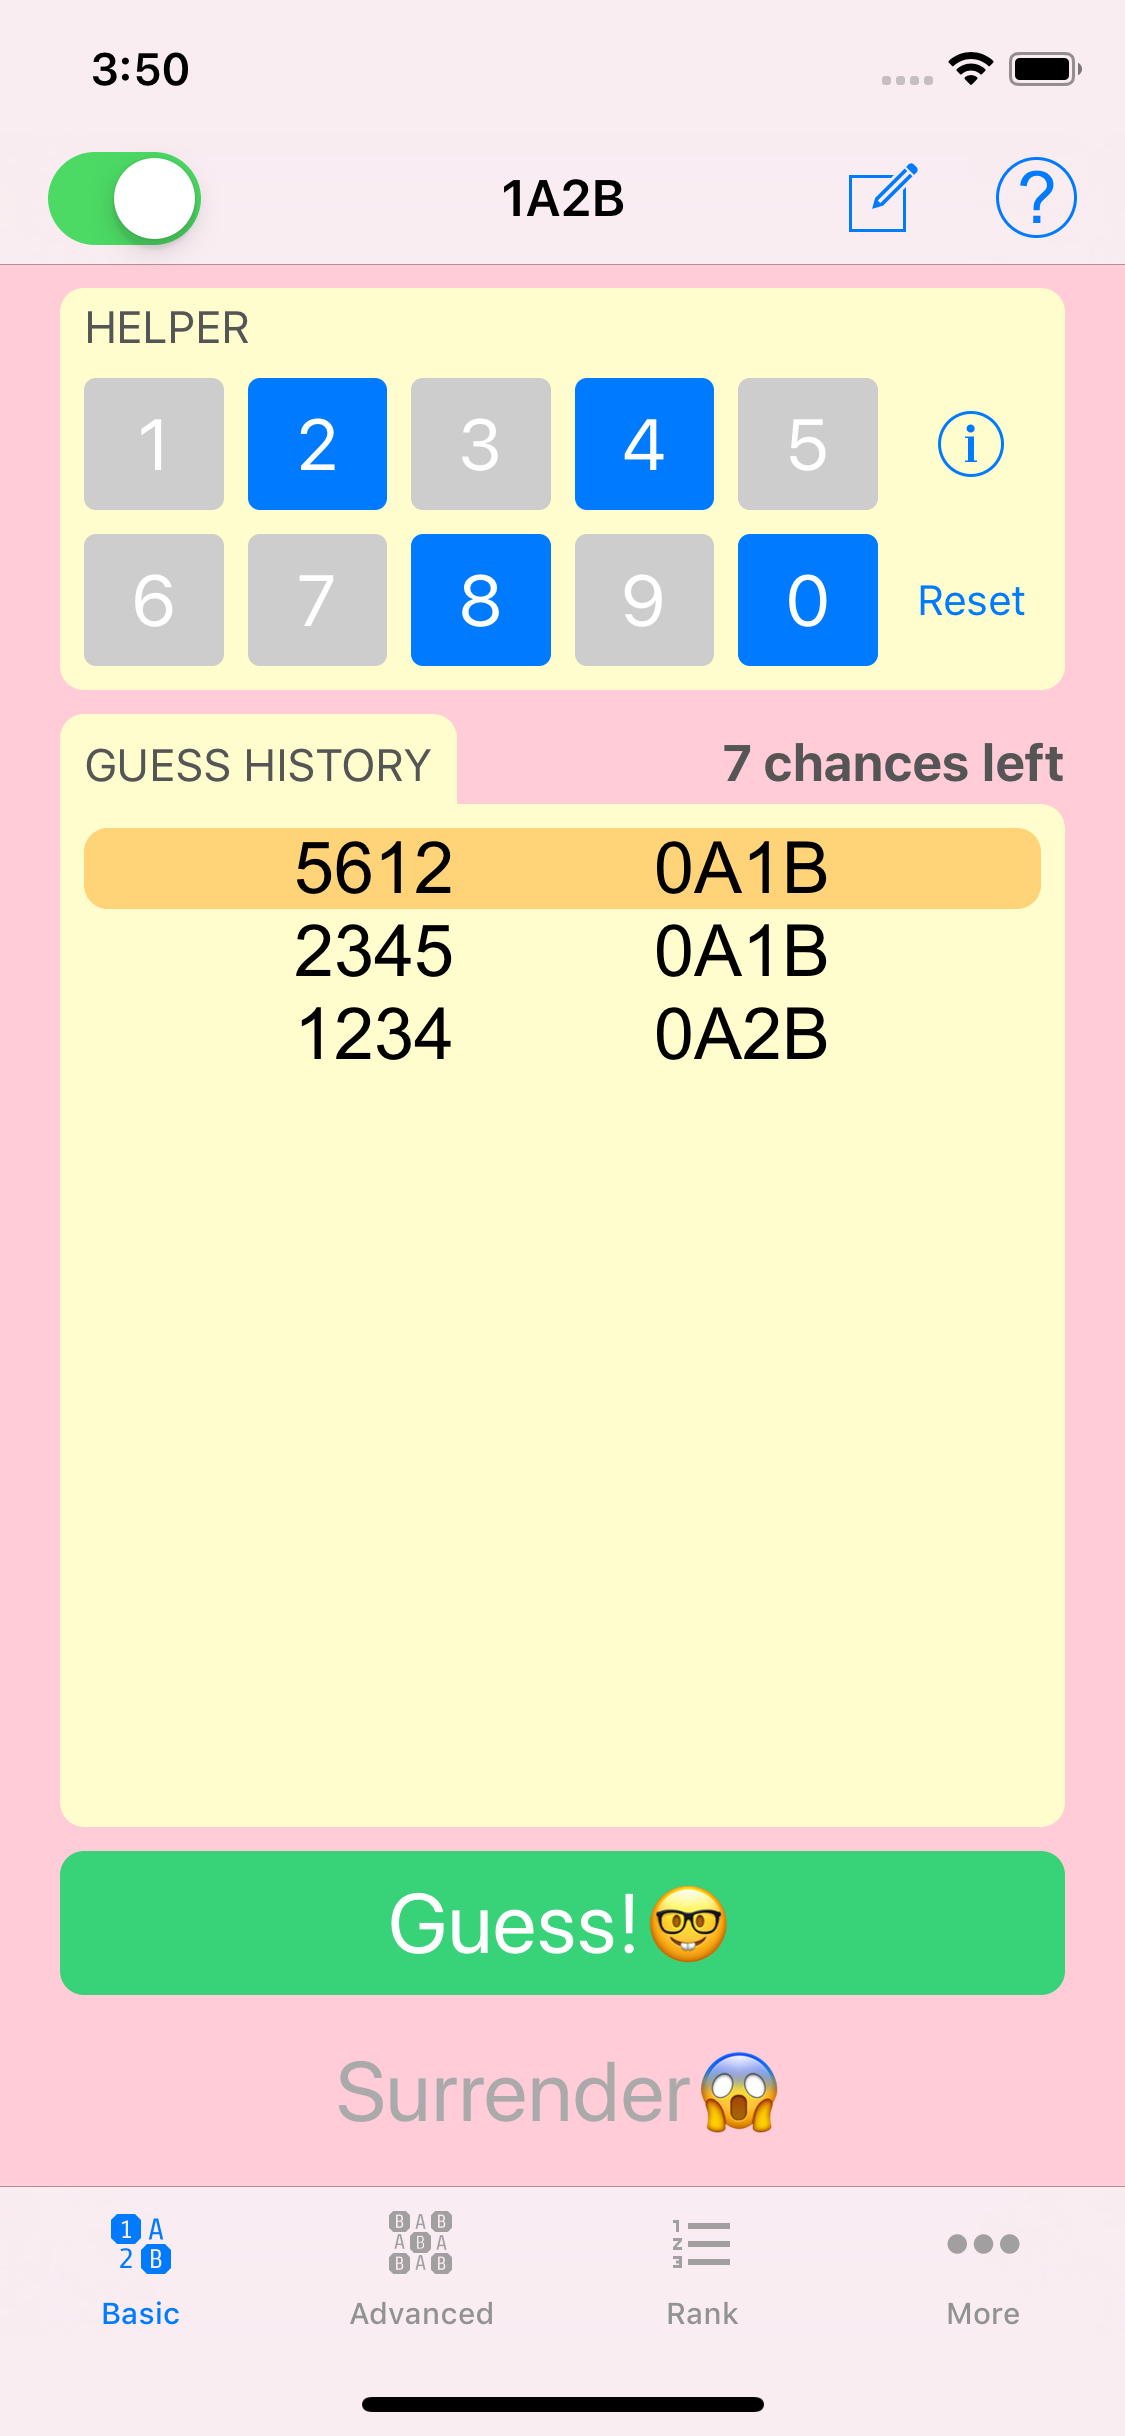 3:50
1A2B
?
HELPER
1 2 3 4 5 i
6 7 8 9 0 Reset
GUESS HISTORY 7 chances left
5612 0A1B
2345 0A1B
1234 0A2B
Guess!🤓
Surrender😱
1 A B A B 1
2 B A B A 2
B A B 3
Basic Advanced Rank More